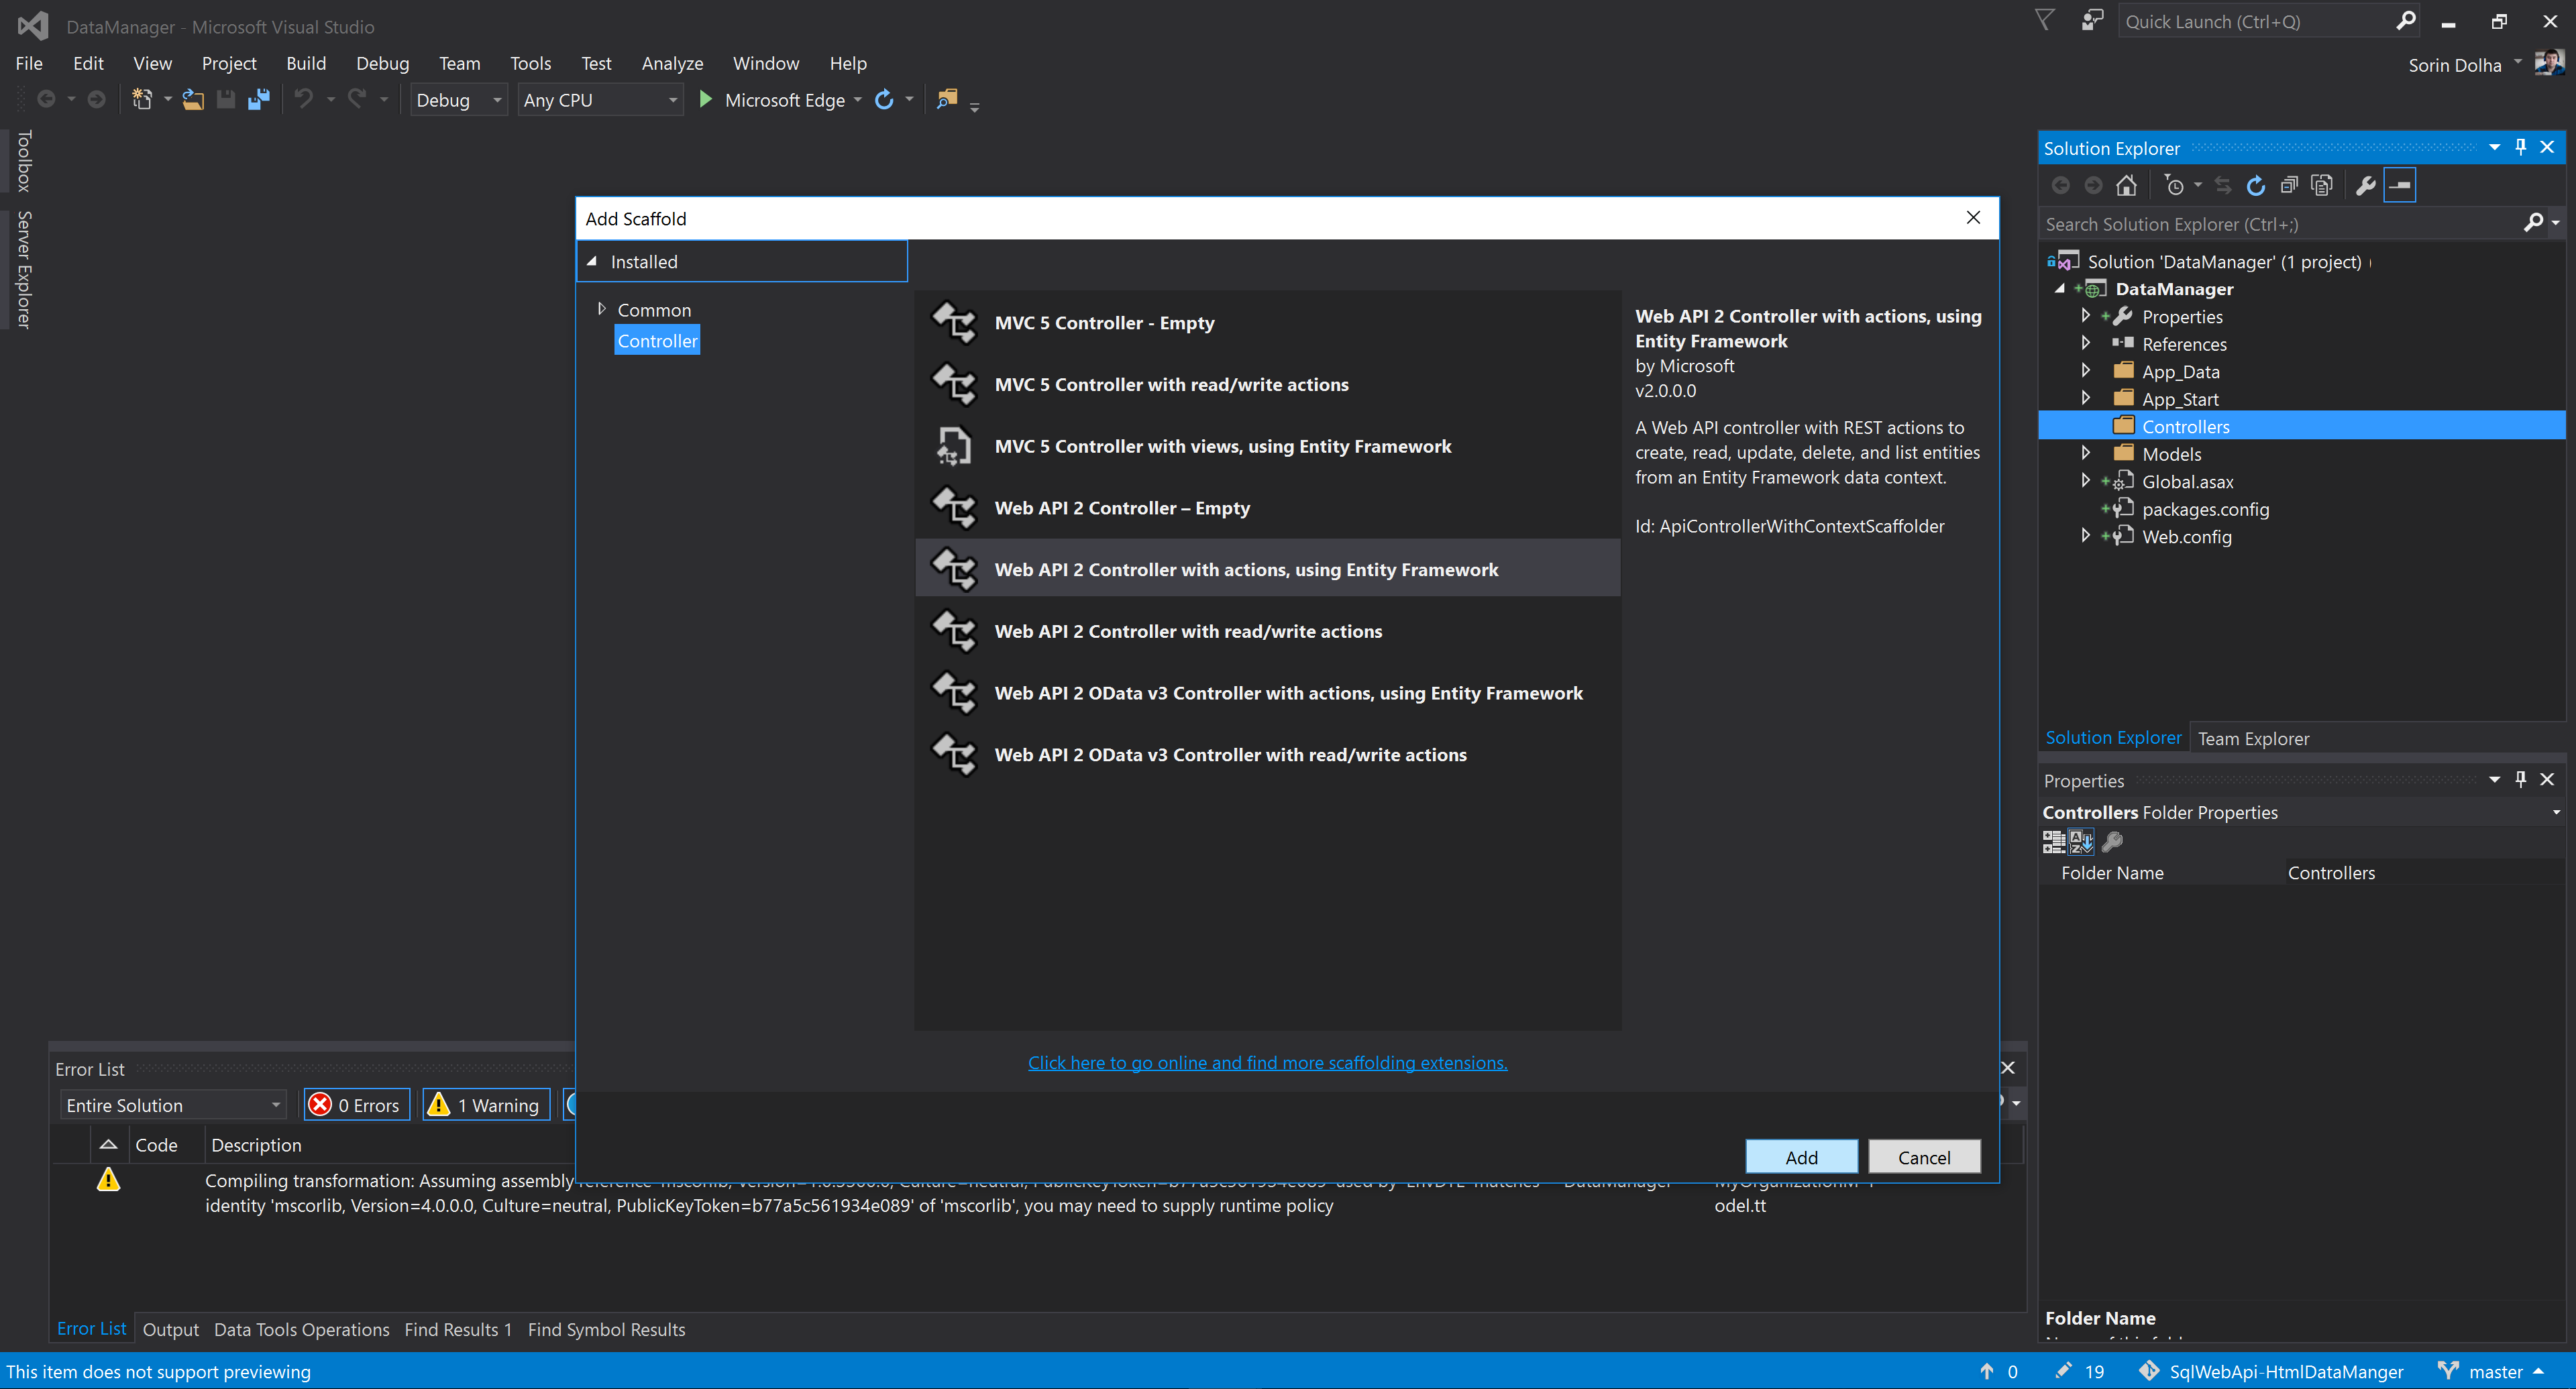 DataManager - Microsoft Visual Studio
Quick Launch (Ctrl+Q)
File Edit View Project Build Debug Team Tools Test Analyze Window Help
Sorin Dolha
Debug Any CPU Microsoft Edge
Toolbox
Server Explorer
Add Scaffold
Installed
Common
Controller
MVC 5 Controller - Empty
MVC 5 Controller with read/write actions
MVC 5 Controller with views, using Entity Framework
Web API 2 Controller – Empty
Web API 2 Controller with actions, using Entity Framework
Web API 2 Controller with read/write actions
Web API 2 OData v3 Controller with actions, using Entity Framework
Web API 2 OData v3 Controller with read/write actions
Web API 2 Controller with actions, using
Entity Framework
by Microsoft
v2.0.0.0
A Web API controller with REST actions to
create, read, update, delete, and list entities
from an Entity Framework data context.
Id: ApiControllerWithContextScaffolder
Click here to go online and find more scaffolding extensions.
Add Cancel
Solution Explorer
Search Solution Explorer (Ctrl+;)
Solution 'DataManager' (1 project)
DataManager
Properties
References
App_Data
App_Start
Controllers
Models
Global.asax
packages.config
Web.config
Solution Explorer Team Explorer
Properties
Controllers Folder Properties
Folder Name Controllers
Folder Name
Error List
Entire Solution 0 Errors 1 Warning
Code Description
Compiling transformation: Assuming assembly
identity 'mscorlib, Version=4.0.0.0, Culture=neutral, PublicKeyToken=b77a5c561934e089' of 'mscorlib', you may need to supply runtime policy
odel.tt
Error List Output Data Tools Operations Find Results 1 Find Symbol Results
This item does not support previewing
0 19 SqlWebApi-HtmlDataManger master